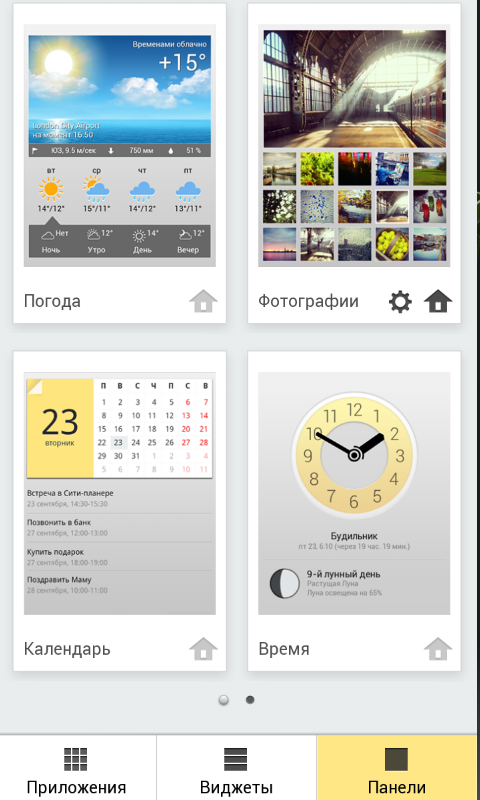 Временами облачно
+15°
London City Airport
на момент 16:50
ЮЗ, 9.5 м/сек 750 мм 51 %
вт ср чт пт
14°/12° 15°/11° 14°/12° 13°/11°
Нет 12° 14° 12°
Ночь Утро День Вечер
Погода
Фотографии
23
вторник
П В С Ч П С В
1 2 3 4 5 6 7
8 9 10 11 12 13 14
15 16 17 18 19 20 21
22 23 24 25 26 27 28
29 30 31 1 2 3 4
5 6 7 8 9 10 11
Встреча в Сити-планере
23 сентября, 14:30-15:30
Позвонить в банк
27 сентября, 12:00-13:00
Купить подарок
27 сентября, 18:00-19:00
Поздравить Маму
28 сентября, 10:00-11:00
Календарь
12 1 2 3 4 5 6 7 8 9 10 11
Будильник
пт 23, 6:10 (через 19 час. 19 мин.)
9-й лунный день
Растущая Луна
Луна освещена на 65%
Время
Приложения
Виджеты
Панели